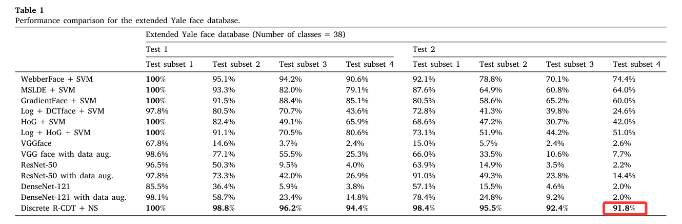 Table 1
Performance comparison for the extended Yale face database.
Extended Yale face database (Number of classes = 38)
Test 1 Test 2
Test subset 1 Test subset 2 Test subset 3 Test subset 4 Test subset 1 Test subset 2 Test subset 3 Test subset 4
WebberFace + SVM 100% 95.1% 94.2% 90.6% 92.1% 78.8% 70.1% 74.4%
MSLDE + SVM 100% 93.3% 82.0% 79.1% 87.6% 64.9% 60.8% 64.0%
GradientFace + SVM 100% 91.5% 88.4% 85.1% 80.5% 58.6% 65.2% 60.0%
Log + DCTface + SVM 97.8% 80.5% 70.7% 43.6% 72.8% 41.3% 39.8% 24.6%
HoG + SVM 100% 82.4% 49.1% 65.9% 68.6% 47.2% 30.7% 42.0%
Log + HoG + SVM 100% 91.1% 70.5% 80.6% 73.1% 51.9% 44.2% 51.0%
VGGface 67.8% 14.6% 3.7% 2.4% 15.0% 5.7% 2.4% 2.6%
VGG face with data aug. 98.6% 77.1% 55.5% 25.3% 66.0% 33.5% 10.6% 7.7%
ResNet-50 96.5% 50.3% 9.5% 4.0% 63.9% 14.9% 3.5% 2.2%
ResNet-50 with data aug. 97.8% 73.3% 42.0% 26.9% 91.0% 49.3% 23.8% 14.4%
DenseNet-121 85.5% 36.4% 5.9% 3.8% 57.1% 15.5% 4.6% 2.0%
DenseNet-121 with data aug. 98.1% 58.7% 23.4% 14.8% 78.4% 24.8% 9.2% 2.0%
Discrete R-CDT + NS 100% 98.8% 96.2% 94.4% 98.4% 95.5% 92.4% 91.8%